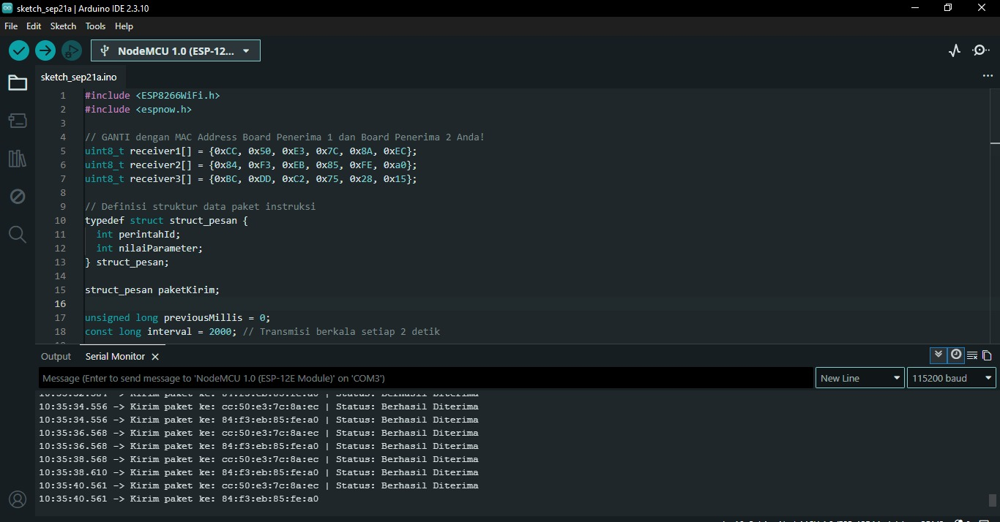 sketch_sep21a | Arduino IDE 2.3.10
File Edit Sketch Tools Help
NodeMCU 1.0 (ESP-12...
sketch_sep21a.ino
1 #include <ESP8266WiFi.h>
2 #include <espnow.h>
3
4 // GANTI dengan MAC Address Board Penerima 1 dan Board Penerima 2 Anda!
5 uint8_t receiver1[] = {0xCC, 0x50, 0xE3, 0x7C, 0x8A, 0xEC};
6 uint8_t receiver2[] = {0x84, 0xF3, 0xEB, 0x85, 0xFE, 0xa0};
7 uint8_t receiver3[] = {0xBC, 0xDD, 0xC2, 0x75, 0x28, 0x15};
8
9 // Definisi struktur data paket instruksi
10 typedef struct struct_pesan {
11 int perintahId;
12 int nilaiParameter;
13 } struct_pesan;
14
15 struct_pesan paketKirim;
16
17 unsigned long previousMillis = 0;
18 const long interval = 2000; // Transmisi berkala setiap 2 detik
Output Serial Monitor
Message (Enter to send message to 'NodeMCU 1.0 (ESP-12E Module)' on 'COM3')
New Line
115200 baud
10:35:34.556 -> Kirim paket ke: cc:50:e3:7c:8a:ec | Status: Berhasil Diterima
10:35:34.556 -> Kirim paket ke: 84:f3:eb:85:fe:a0 | Status: Berhasil Diterima
10:35:36.568 -> Kirim paket ke: cc:50:e3:7c:8a:ec | Status: Berhasil Diterima
10:35:36.568 -> Kirim paket ke: 84:f3:eb:85:fe:a0 | Status: Berhasil Diterima
10:35:38.568 -> Kirim paket ke: cc:50:e3:7c:8a:ec | Status: Berhasil Diterima
10:35:38.610 -> Kirim paket ke: 84:f3:eb:85:fe:a0 | Status: Berhasil Diterima
10:35:40.561 -> Kirim paket ke: cc:50:e3:7c:8a:ec | Status: Berhasil Diterima
10:35:40.561 -> Kirim paket ke: 84:f3:eb:85:fe:a0